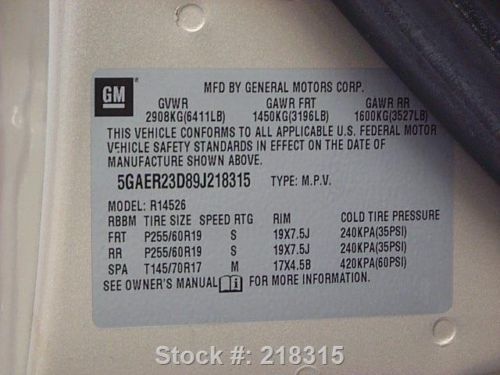 GM
MFD BY GENERAL MOTORS CORP.
GVWR GAWR FRT GAWR RR
2908KG(6411LB) 1450KG(3196LB) 1600KG(3527LB)
THIS VEHICLE CONFORMS TO ALL APPLICABLE U.S. FEDERAL MOTOR
VEHICLE SAFETY STANDARDS IN EFFECT ON THE DATE OF
MANUFACTURE SHOWN ABOVE.
5GAER23D89J218315 TYPE: M.P.V.
MODEL: R14526
RBBM TIRE SIZE SPEED RTG RIM COLD TIRE PRESSURE
FRT P255/60R19 S 19X7.5J 240KPA(35PSI)
RR P255/60R19 S 19X7.5J 240KPA(35PSI)
SPA T145/70R17 M 17X4.5B 420KPA(60PSI)
SEE OWNER'S MANUAL FOR MORE INFORMATION.
Stock #: 218315